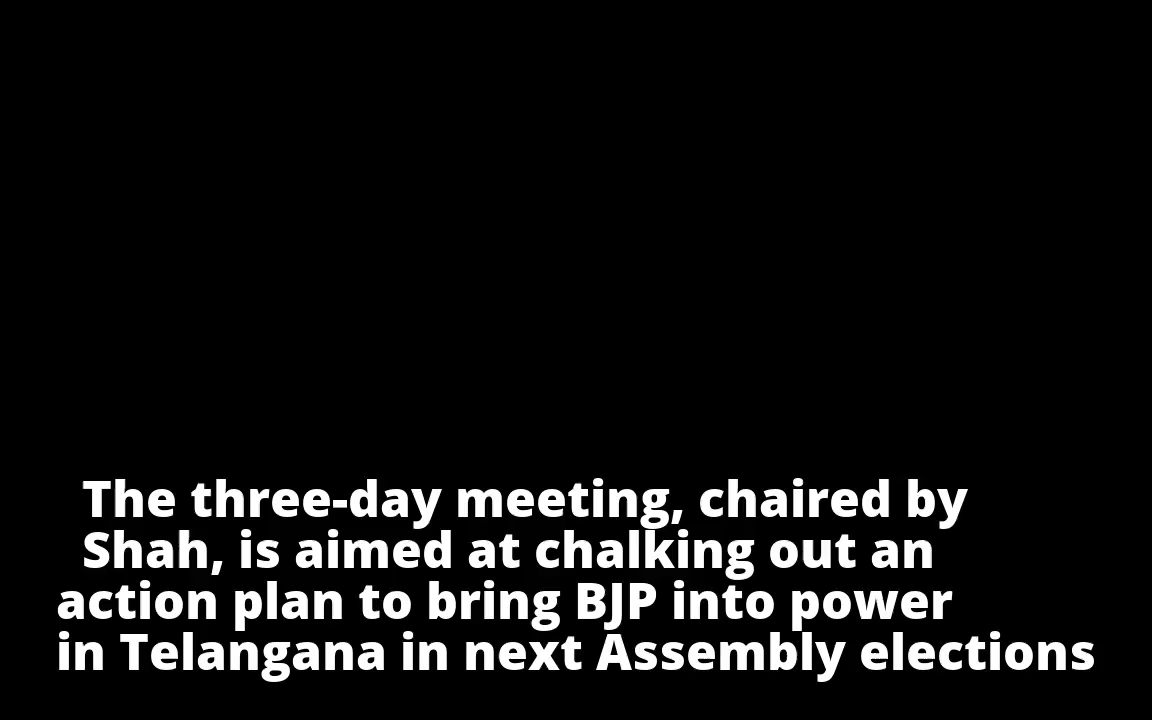 The three-day meeting, chaired by
Shah, is aimed at chalking out an
action plan to bring BJP into power
in Telangana in next Assembly elections